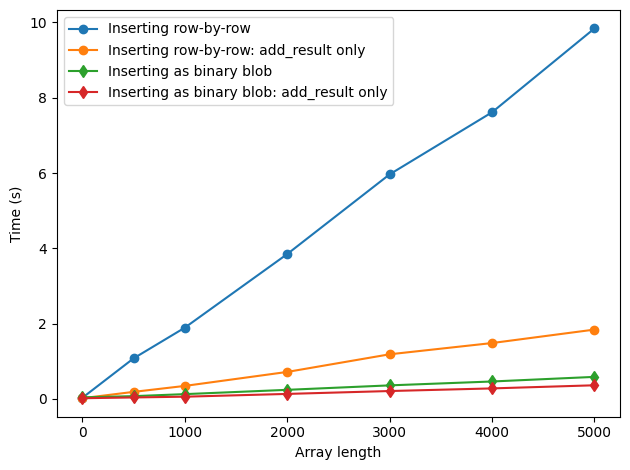 Inserting row-by-row
Inserting row-by-row: add_result only
Inserting as binary blob
Inserting as binary blob: add_result only
10
8
6
4
2
0
Time (s)
0 1000 2000 3000 4000 5000
Array length